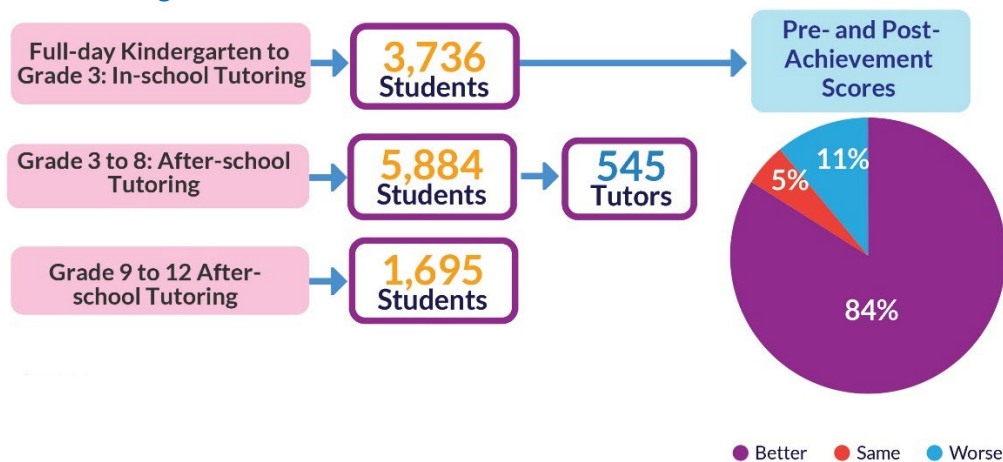 Full-day Kindergarten to
Grade 3: In-school Tutoring
3,736
Students
Pre- and Post-
Achievement
Scores
Grade 3 to 8: After-school
Tutoring
5,884
Students
545
Tutors
Grade 9 to 12 After-
school Tutoring
1,695
Students
11%
5%
84%
Better
Same
Worse